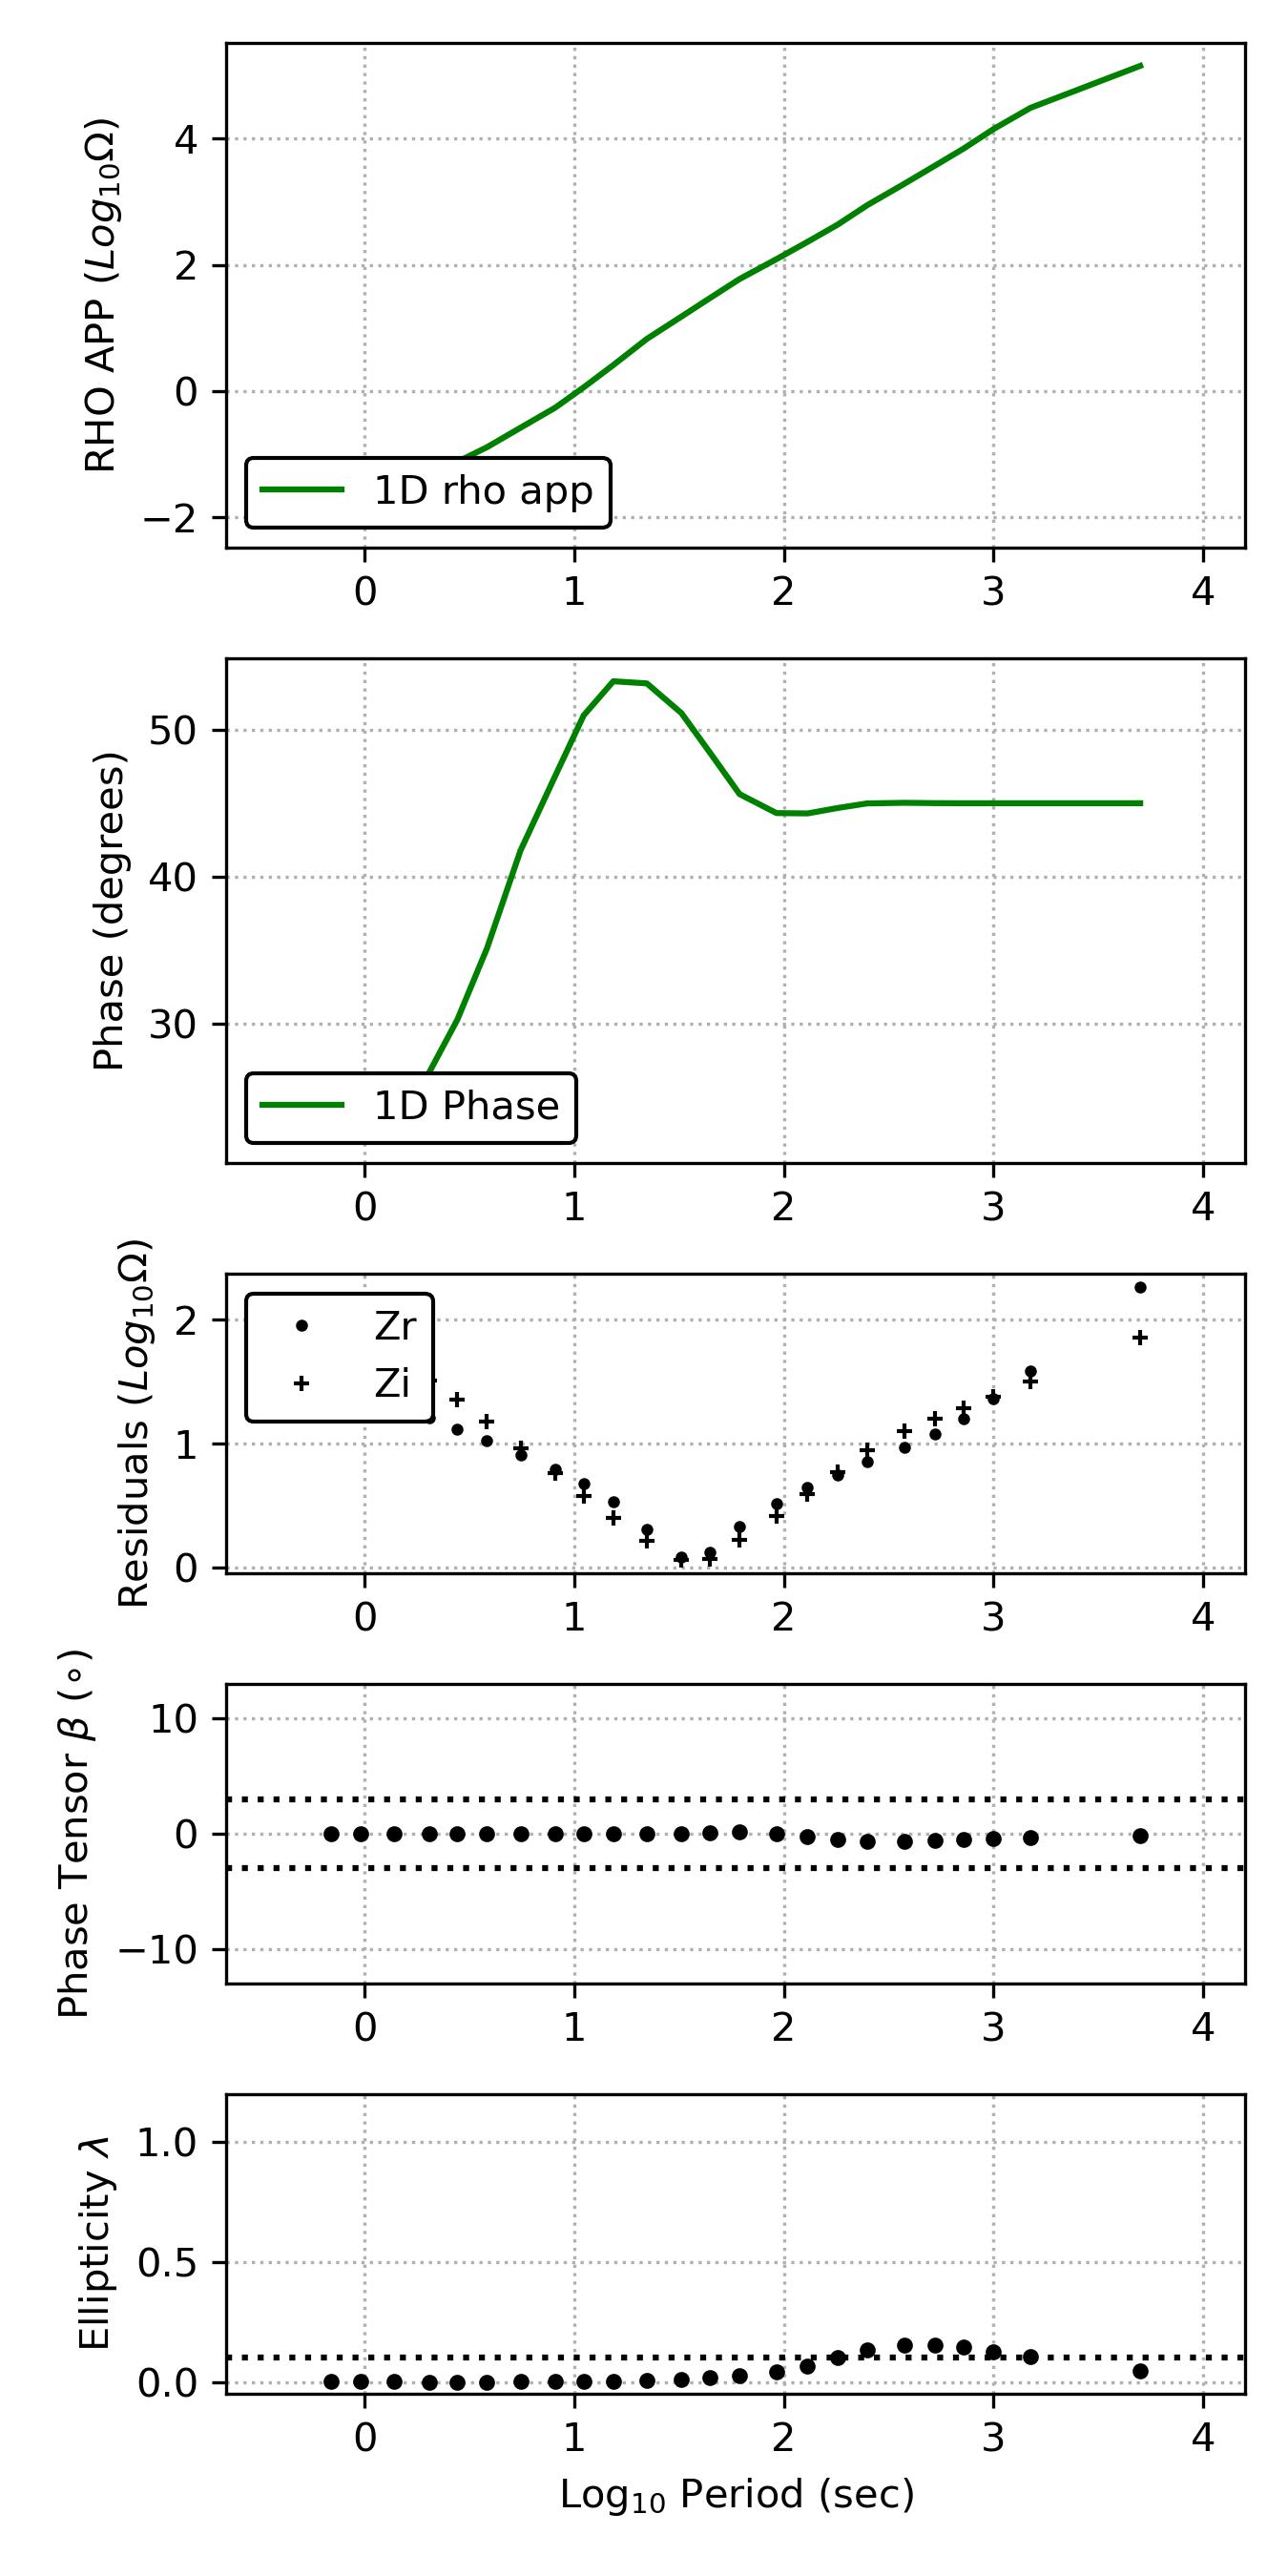 RHO APP (Log₁₀Ω)
4
2
0
−2
1D rho app
0 1 2 3 4
Phase (degrees)
50
40
30
1D Phase
0 1 2 3 4
Residuals (Log₁₀Ω)
2
1
0
Zr
Zi
0 1 2 3 4
Phase Tensor β (∘)
10
0
−10
0 1 2 3 4
Ellipticity λ
1.0
0.5
0.0
0 1 2 3 4
Log₁₀ Period (sec)